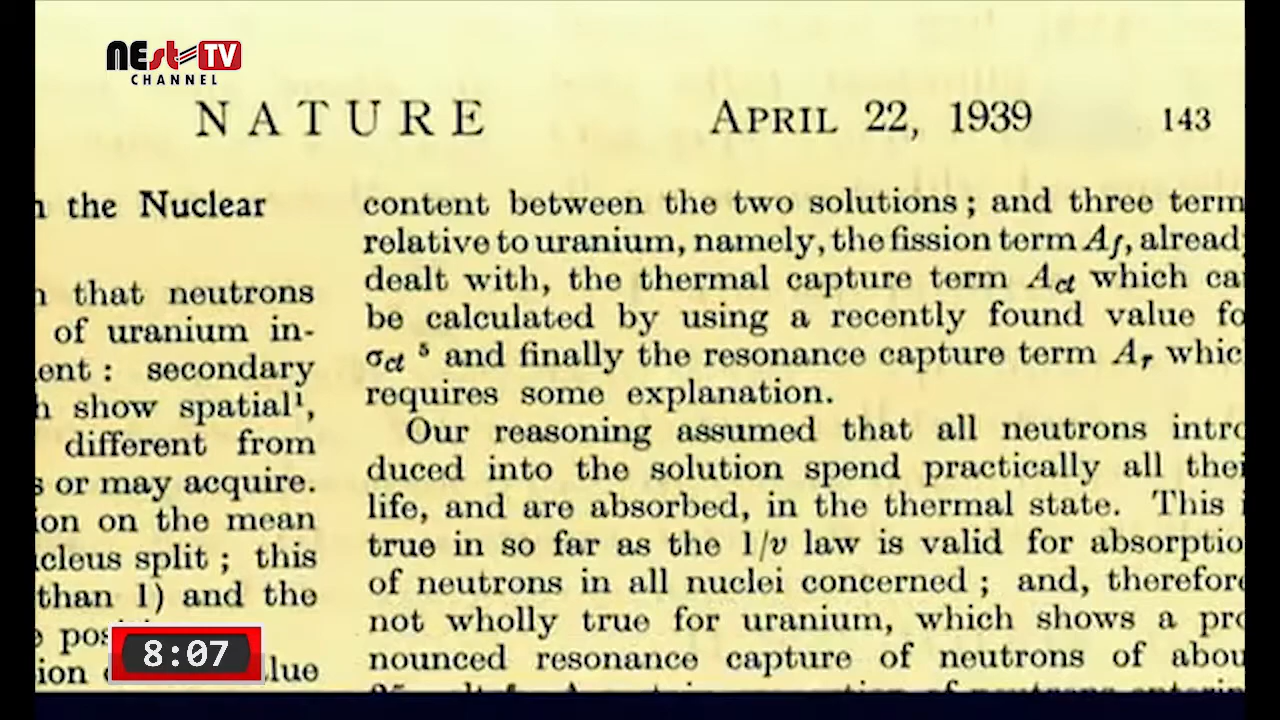 NEst TV
CHANNEL
NATURE
APRIL 22, 1939
143
the Nuclear
that neutrons
of uranium in-
: secondary
show spatial¹,
different from
or may acquire.
on the mean
split ; this
than 1) and the
content between the two solutions ; and three term
relative to uranium, namely, the fission term Af, alread
dealt with, the thermal capture term Act which ca
be calculated by using a recently found value fo
σct ⁵ and finally the resonance capture term Ar whic
requires some explanation.
Our reasoning assumed that all neutrons intro
duced into the solution spend practically all thei
life, and are absorbed, in the thermal state. This i
true in so far as the 1/v law is valid for absorptio
of neutrons in all nuclei concerned ; and, therefore
not wholly true for uranium, which shows a pro
nounced resonance capture of neutrons of abou
8:07